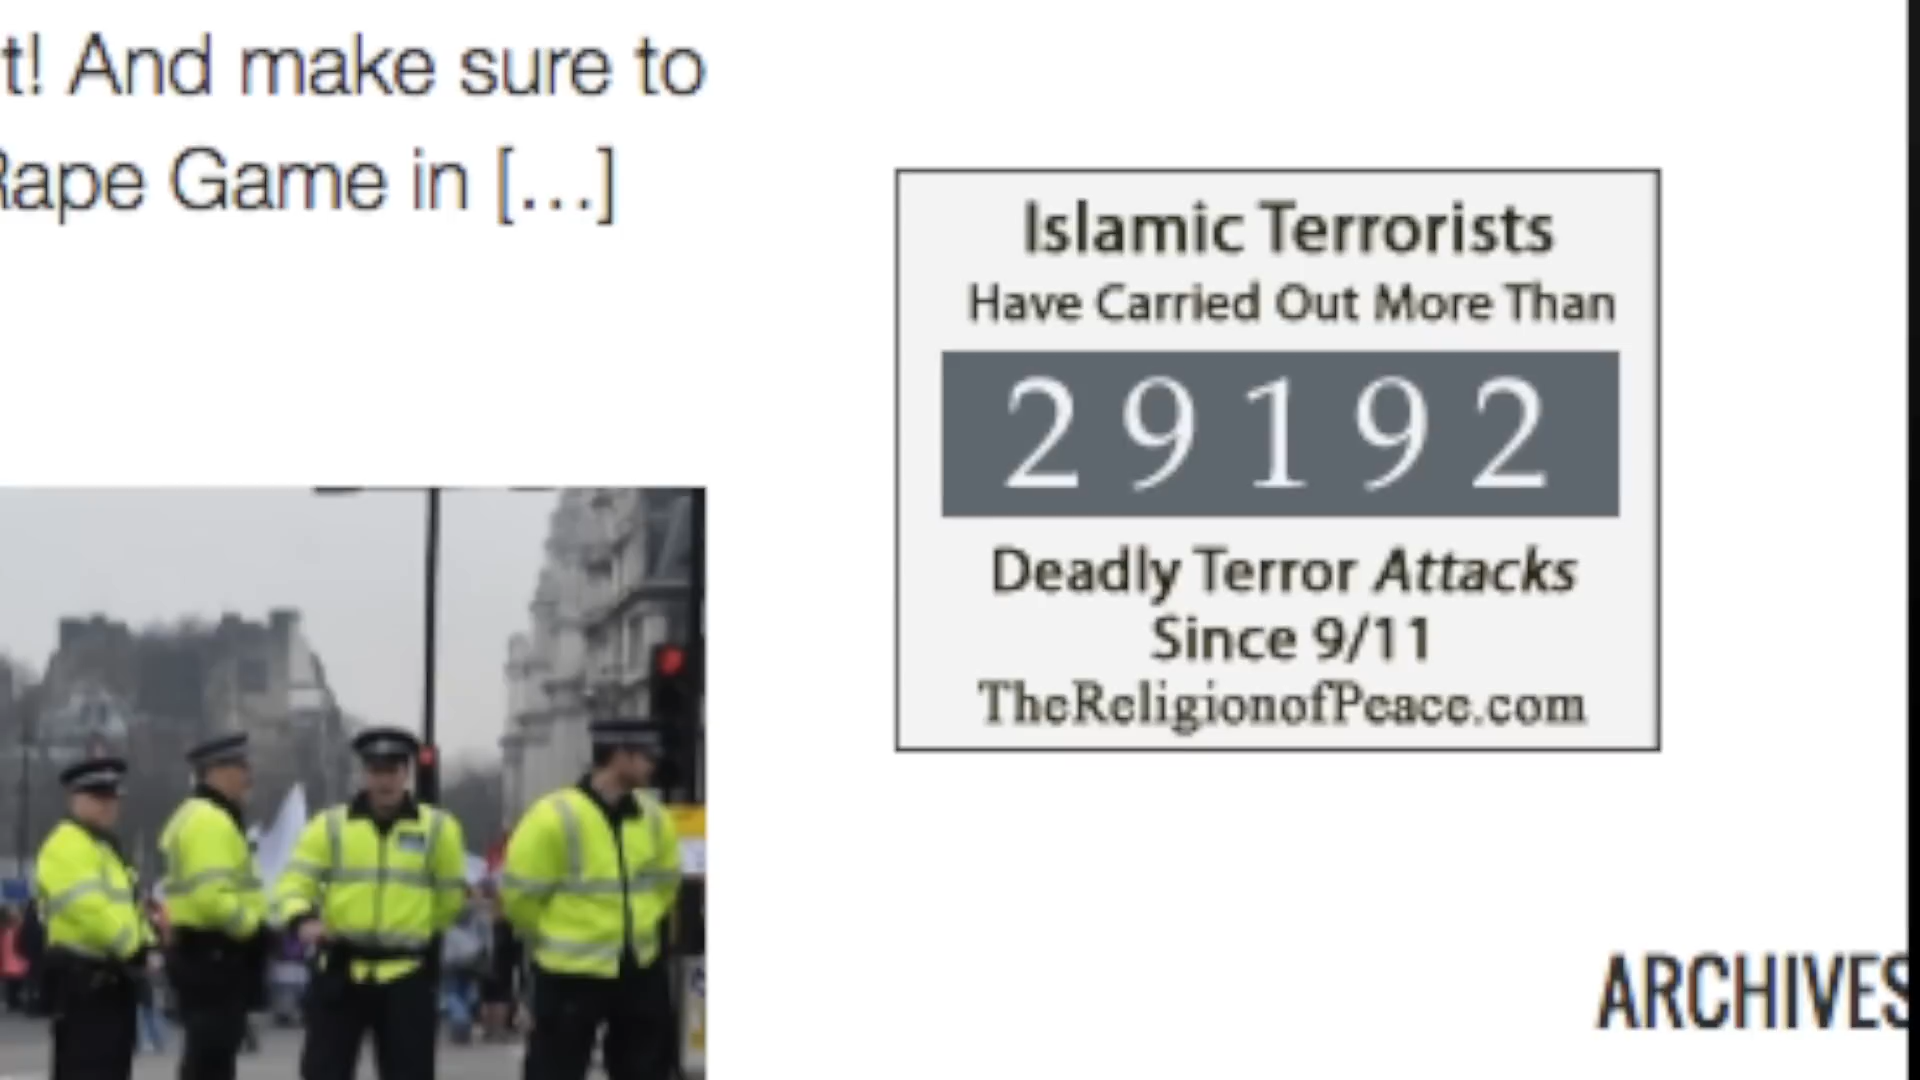 t! And make sure to
Rape Game in [...]
Islamic Terrorists
Have Carried Out More Than
29192
Deadly Terror Attacks
Since 9/11
TheReligionofPeace.com
ARCHIVES